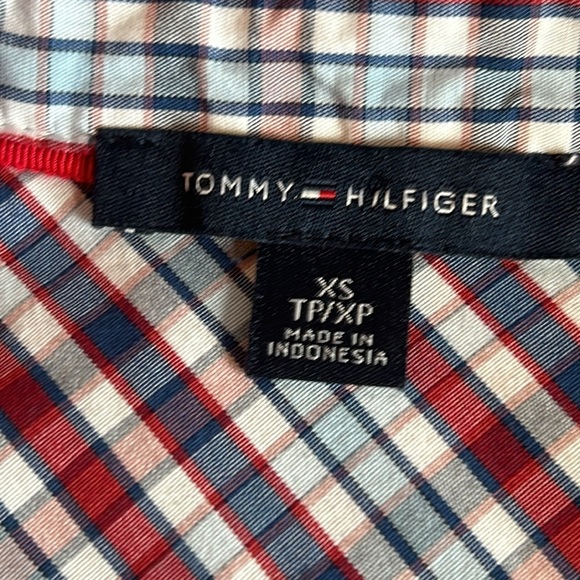 TOMMY HILFIGER
XS
TP/XP
MADE IN
INDONESIA